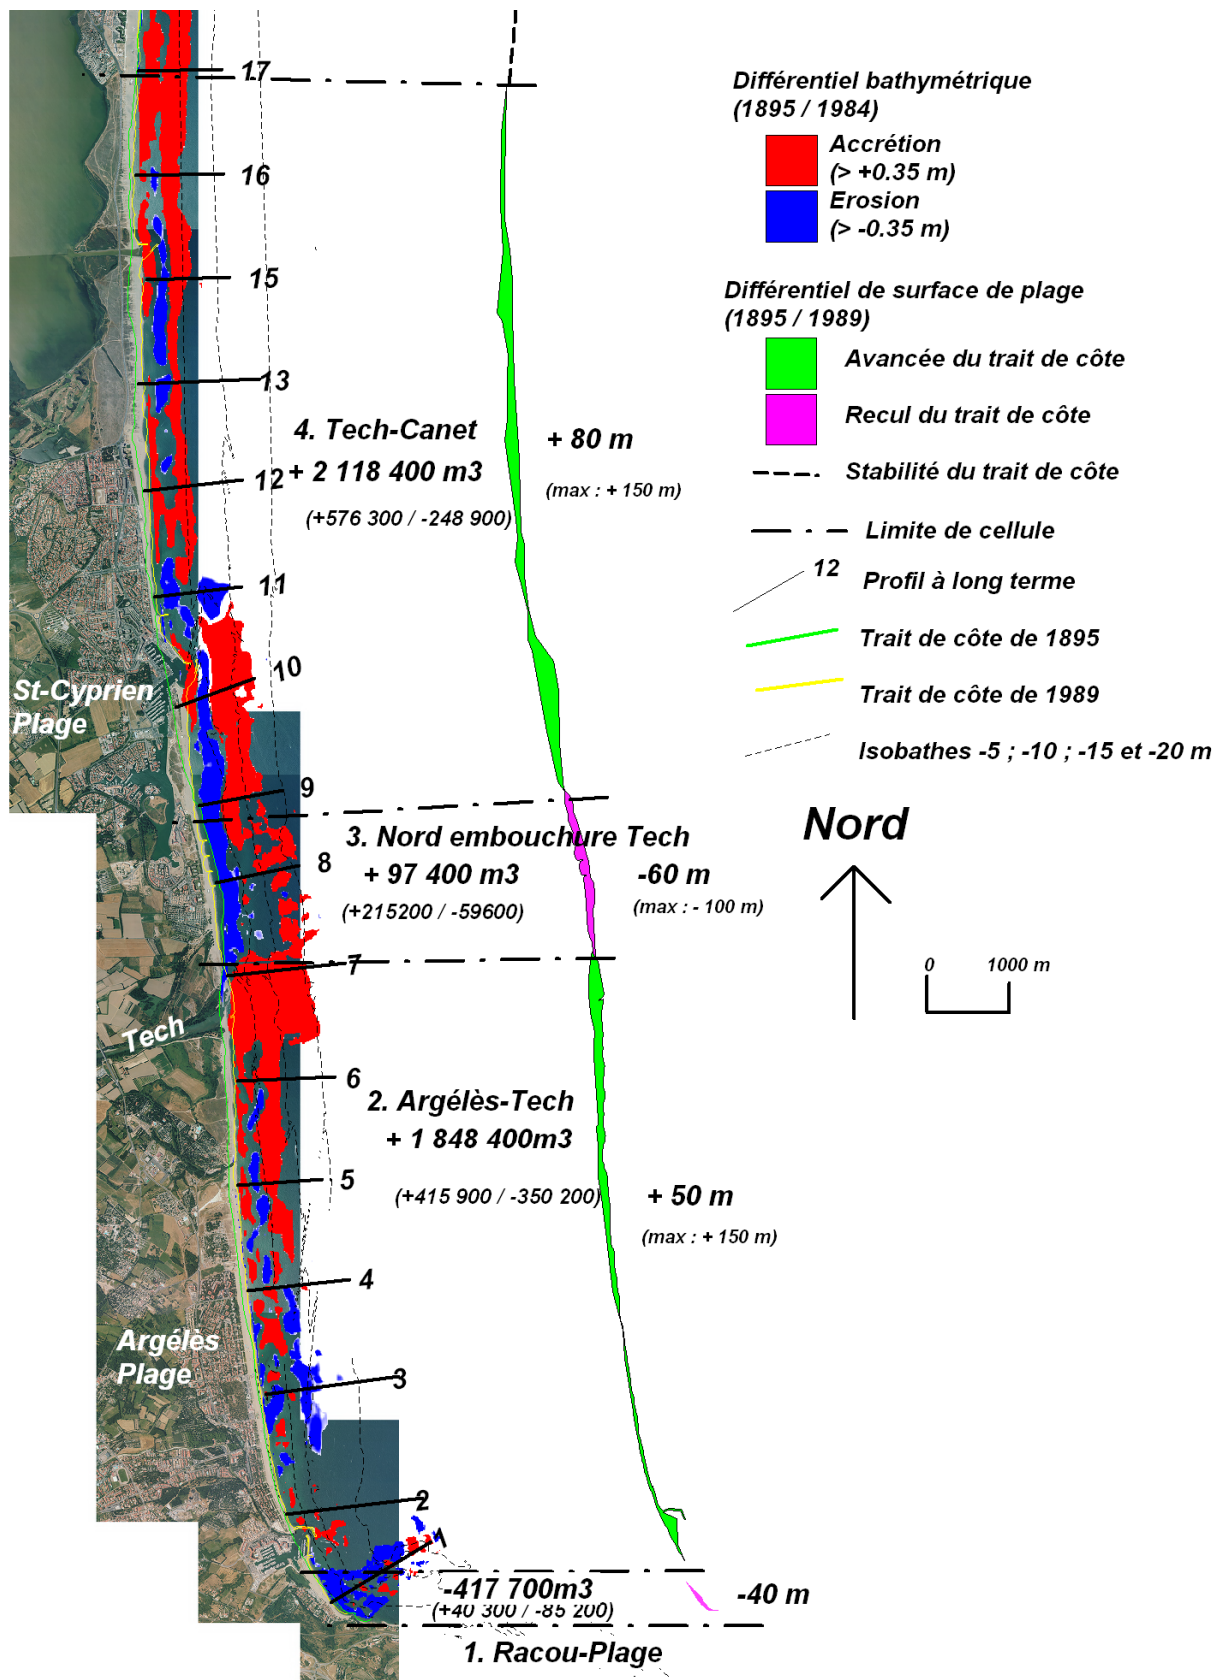 17
16
15
13
12
11
10
9
8
7
6
5
4
3
2
1
St-Cyprien
Plage
Tech
Argélès
Plage
4. Tech-Canet
+ 2 118 400 m3
(+576 300 / -248 900)
+ 80 m
(max : + 150 m)
3. Nord embouchure Tech
+ 97 400 m3
(+215200 / -59600)
-60 m
(max : - 100 m)
2. Argélès-Tech
+ 1 848 400m3
(+415 900 / -350 200)
+ 50 m
(max : + 150 m)
-417 700m3
(+40 300 / -85 200)
-40 m
1. Racou-Plage
Différentiel bathymétrique
(1895 / 1984)
Accrétion
(> +0.35 m)
Erosion
(> -0.35 m)
Différentiel de surface de plage
(1895 / 1989)
Avancée du trait de côte
Recul du trait de côte
Stabilité du trait de côte
Limite de cellule
12
Profil à long terme
Trait de côte de 1895
Trait de côte de 1989
Isobathes -5 ; -10 ; -15 et -20 m
Nord
0 1000 m